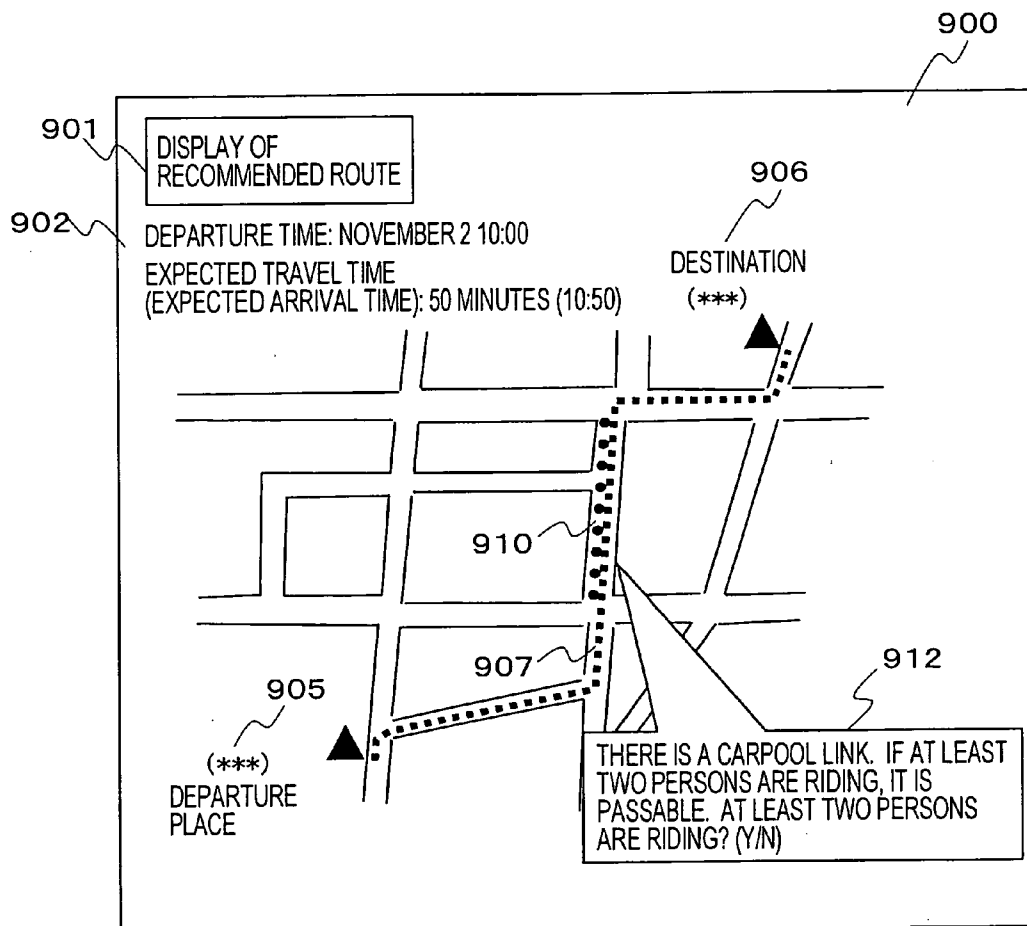 900
901
DISPLAY OF
RECOMMENDED ROUTE
902
DEPARTURE TIME: NOVEMBER 2 10:00
EXPECTED TRAVEL TIME
(EXPECTED ARRIVAL TIME): 50 MINUTES (10:50)
906
DESTINATION
(***)
910
907
912
905
(***)
DEPARTURE
PLACE
THERE IS A CARPOOL LINK. IF AT LEAST
TWO PERSONS ARE RIDING, IT IS
PASSABLE. AT LEAST TWO PERSONS
ARE RIDING? (Y/N)